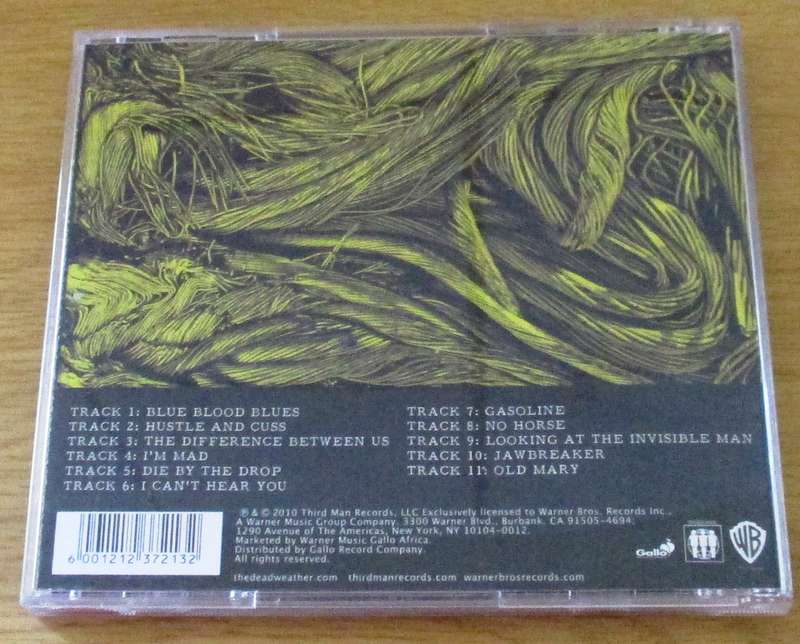 TRACK 1: BLUE BLOOD BLUES
TRACK 2: HUSTLE AND CUSS
TRACK 3: THE DIFFERENCE BETWEEN US
TRACK 4: I'M MAD
TRACK 5: DIE BY THE DROP
TRACK 6: I CAN'T HEAR YOU
TRACK 7: GASOLINE
TRACK 8: NO HORSE
TRACK 9: LOOKING AT THE INVISIBLE MAN
TRACK 10: JAWBREAKER
TRACK 11: OLD MARY
℗ & © 2010 Third Man Records, LLC Exclusively licensed to Warner Bros. Records Inc.,
A Warner Music Group Company. 3300 Warner Blvd., Burbank. CA 91505-4694.
1290 Avenue of The Americas, New York, NY 10104-0012.
Marketed by Warner Music Gallo Africa.
Distributed by Gallo Record Company.
All rights reserved.
6 001212 372132
thedeadweather.com thirdmanrecords.com warnerbrosrecords.com
Gallo
WB